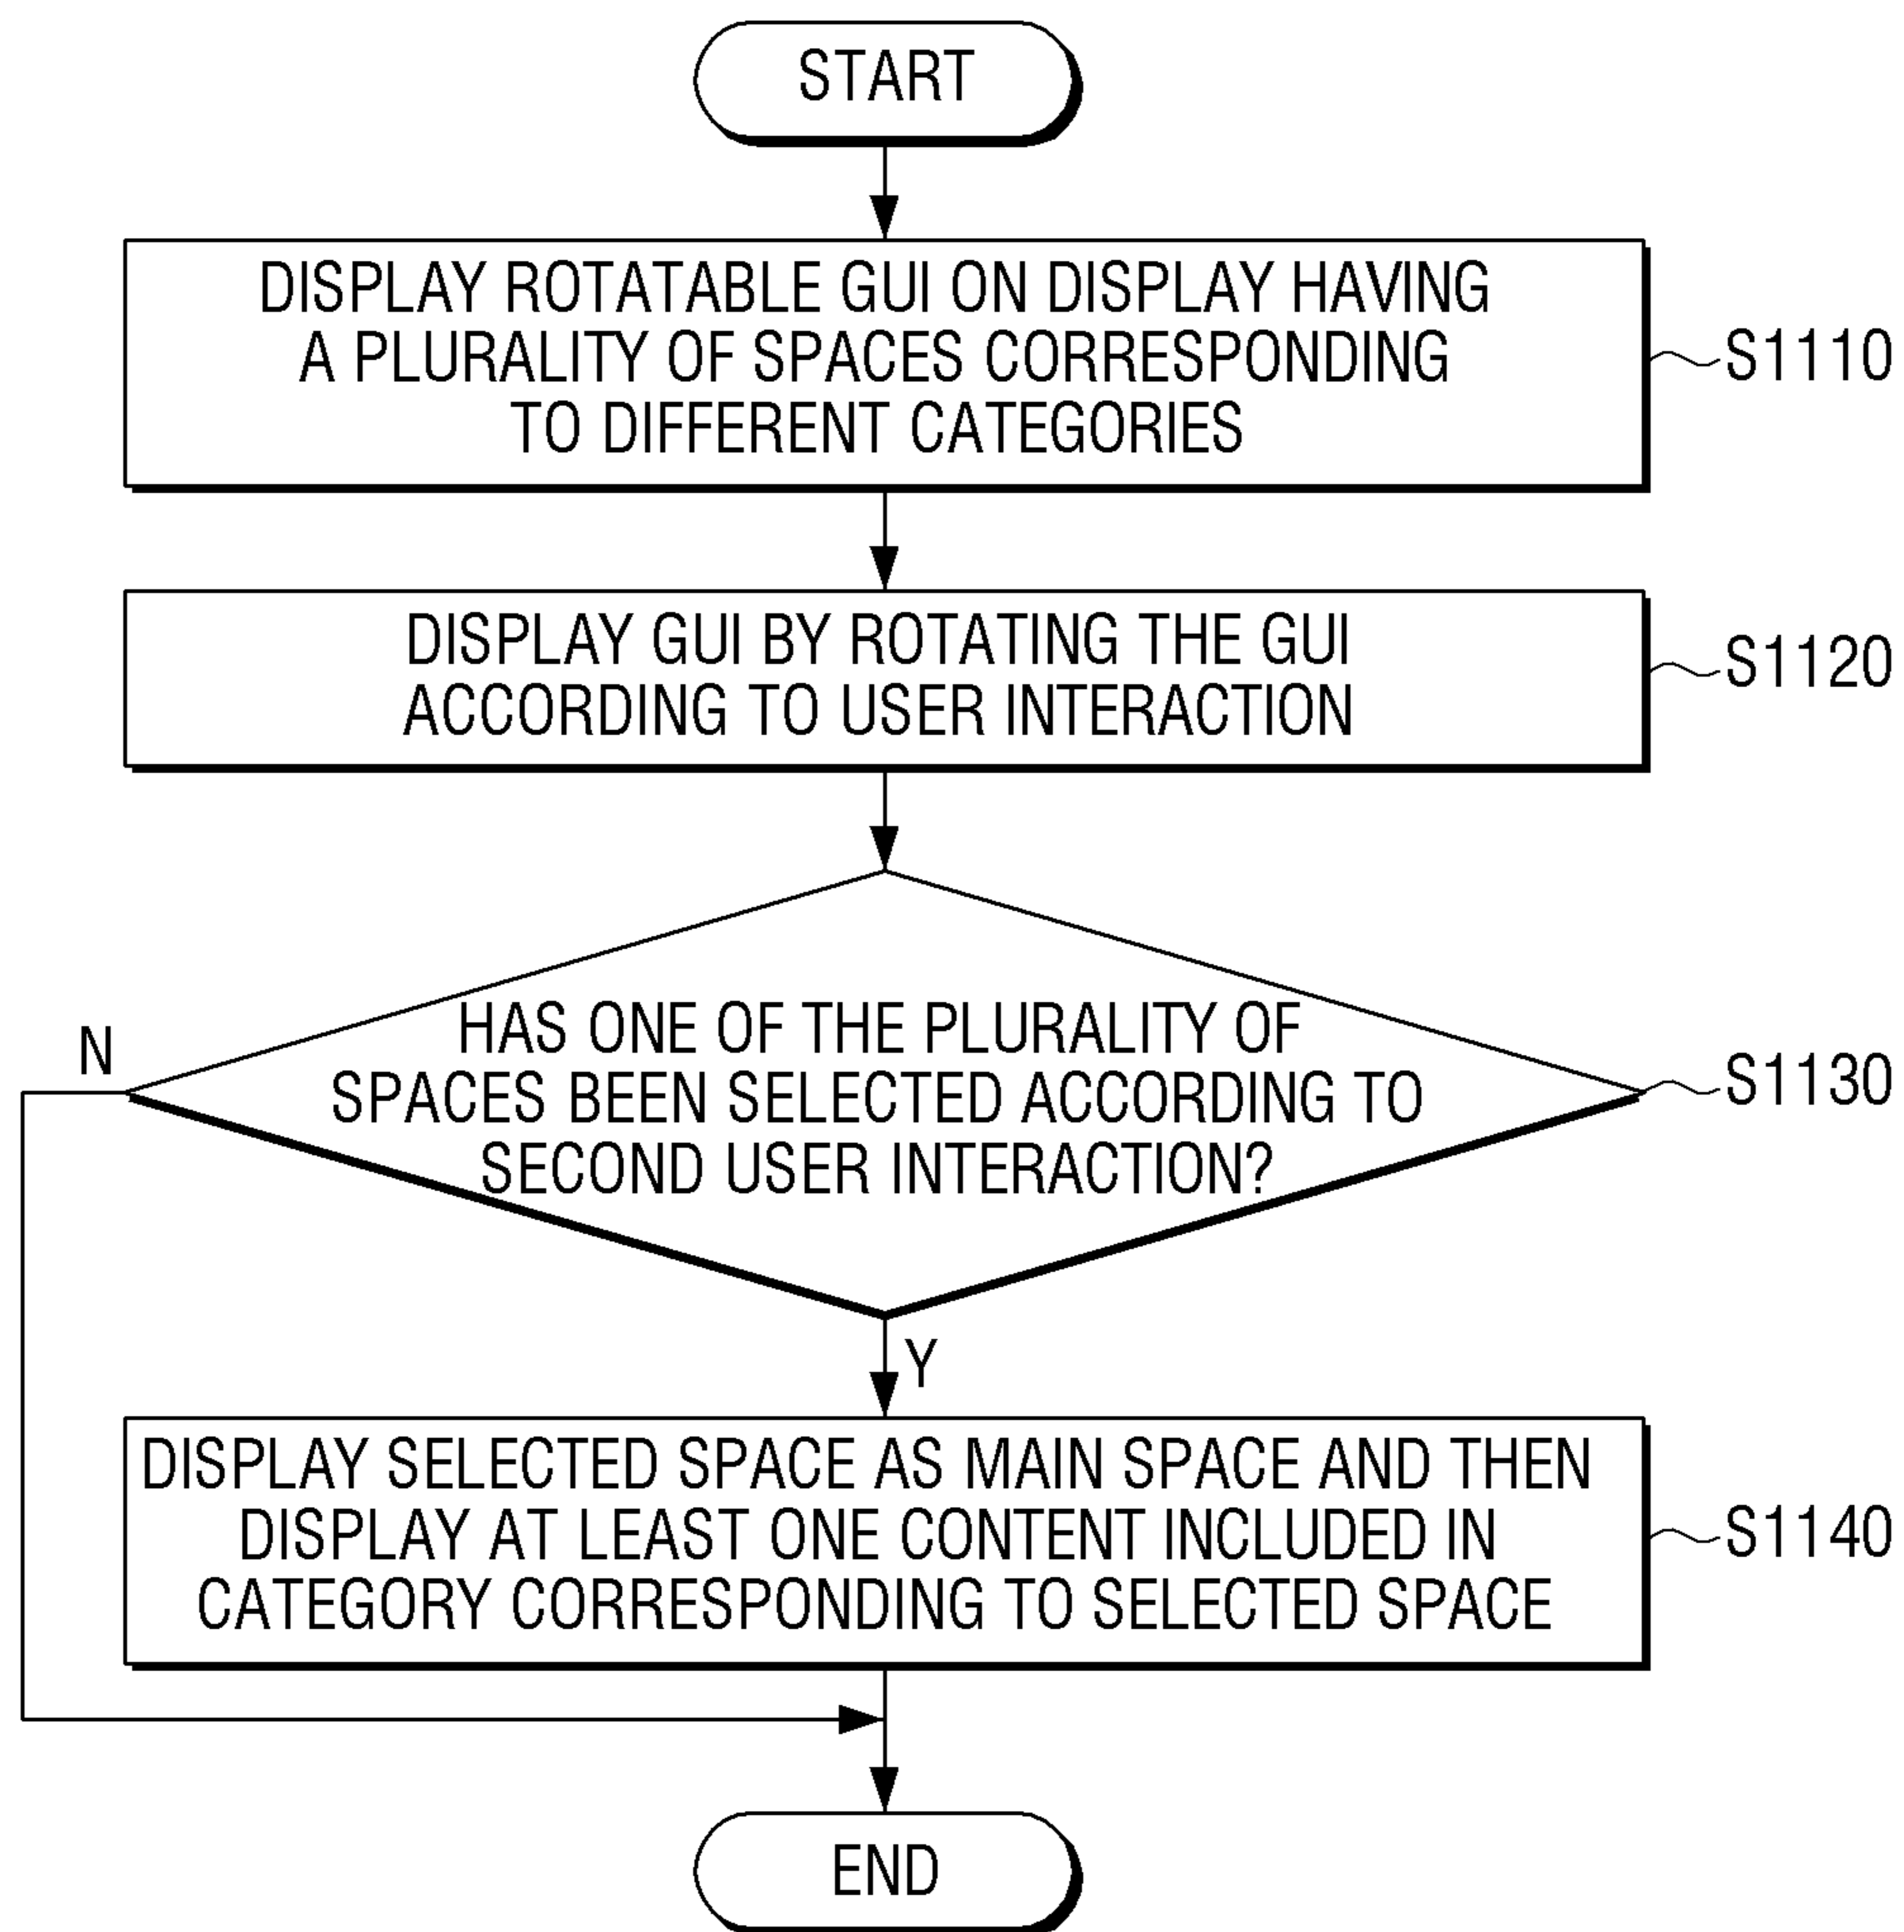 START
DISPLAY ROTATABLE GUI ON DISPLAY HAVING
A PLURALITY OF SPACES CORRESPONDING
TO DIFFERENT CATEGORIES
S1110
DISPLAY GUI BY ROTATING THE GUI
ACCORDING TO USER INTERACTION
S1120
HAS ONE OF THE PLURALITY OF
SPACES BEEN SELECTED ACCORDING TO
SECOND USER INTERACTION?
S1130
N
Y
DISPLAY SELECTED SPACE AS MAIN SPACE AND THEN
DISPLAY AT LEAST ONE CONTENT INCLUDED IN
CATEGORY CORRESPONDING TO SELECTED SPACE
S1140
END